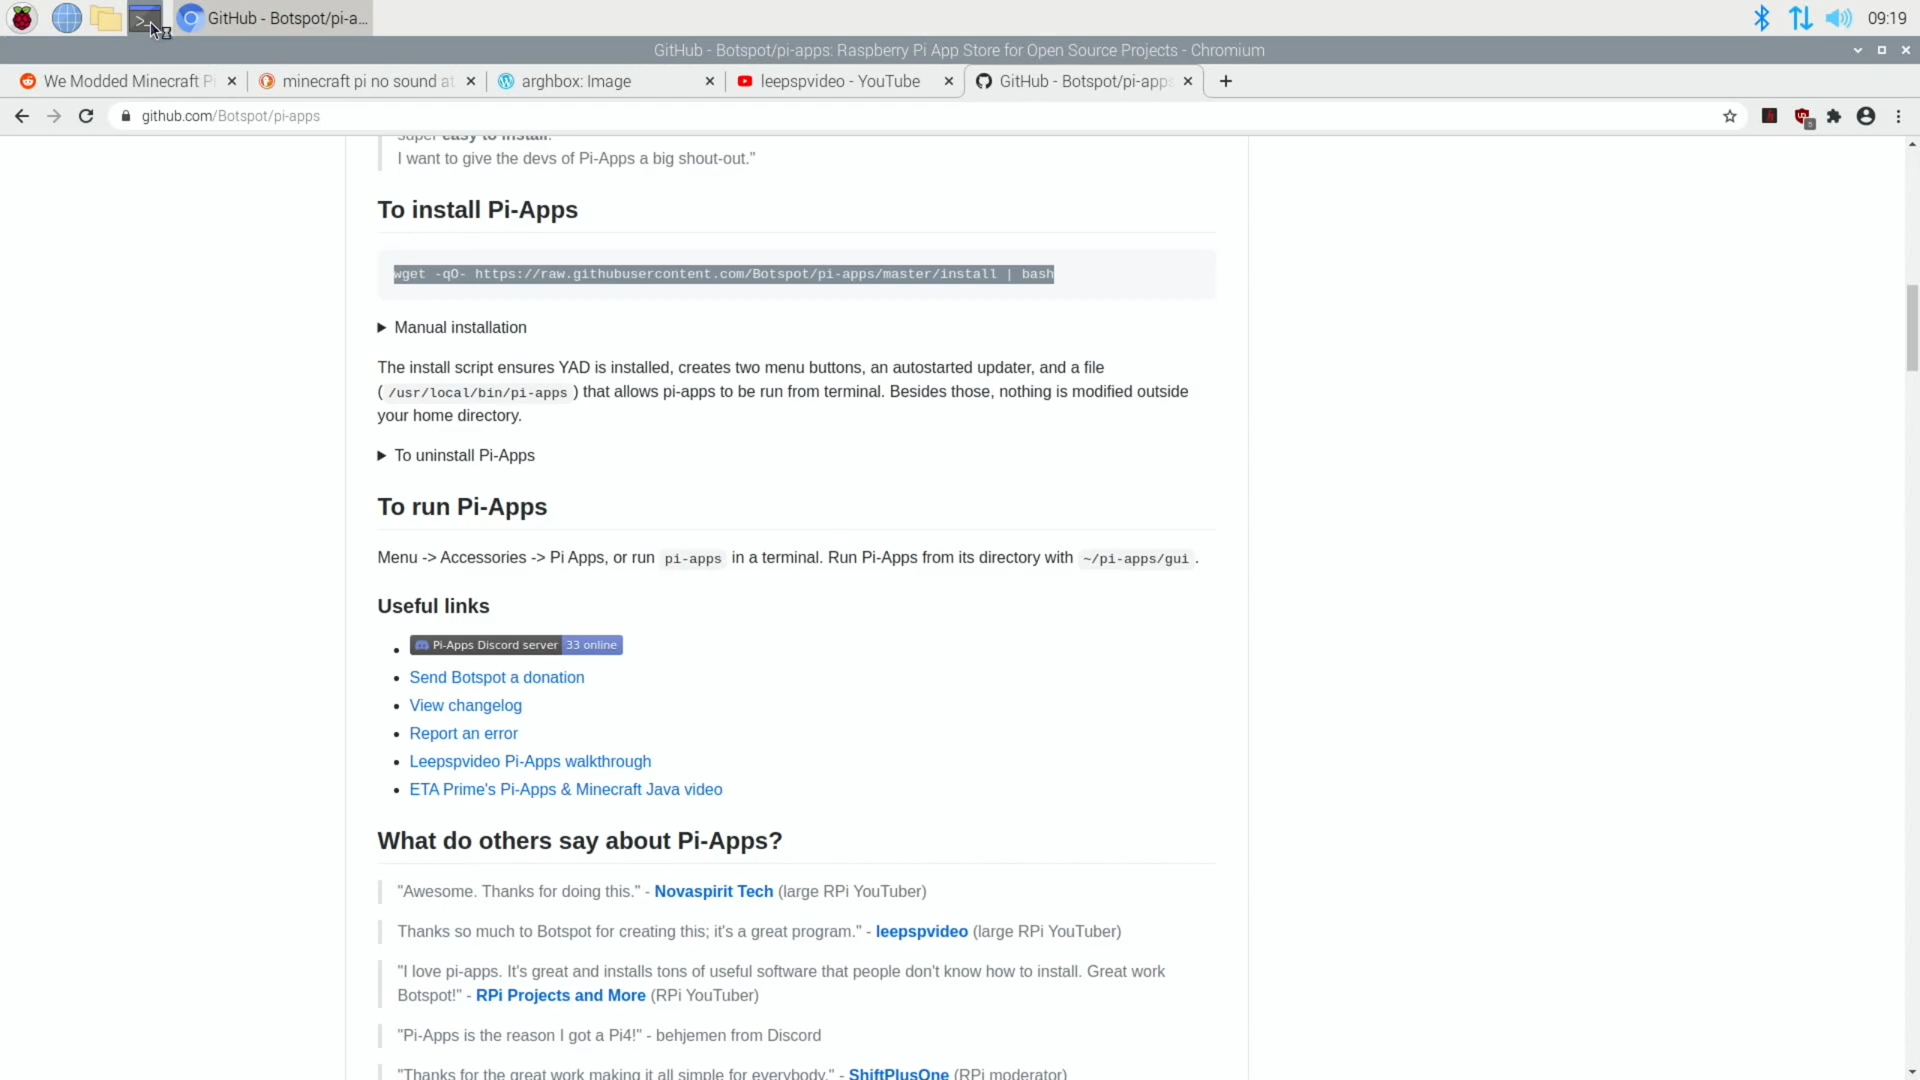 GitHub - Botspot/pi-a...
09:19
GitHub - Botspot/pi-apps: Raspberry Pi App Store for Open Source Projects - Chromium
We Modded Minecraft Pi
minecraft pi no sound at
arghbox: Image
leepspvideo - YouTube
GitHub - Botspot/pi-apps
github.com/Botspot/pi-apps
5
super easy to install.
I want to give the devs of Pi-Apps a big shout-out."
To install Pi-Apps
wget -qO- https://raw.githubusercontent.com/Botspot/pi-apps/master/install | bash
Manual installation
The install script ensures YAD is installed, creates two menu buttons, an autostarted updater, and a file
( /usr/local/bin/pi-apps ) that allows pi-apps to be run from terminal. Besides those, nothing is modified outside
your home directory.
To uninstall Pi-Apps
To run Pi-Apps
Menu -> Accessories -> Pi Apps, or run pi-apps in a terminal. Run Pi-Apps from its directory with ~/pi-apps/gui .
Useful links
Pi-Apps Discord server 33 online
Send Botspot a donation
View changelog
Report an error
Leepspvideo Pi-Apps walkthrough
ETA Prime's Pi-Apps & Minecraft Java video
What do others say about Pi-Apps?
"Awesome. Thanks for doing this." - Novaspirit Tech (large RPi YouTuber)
Thanks so much to Botspot for creating this; it's a great program." - leepspvideo (large RPi YouTuber)
"I love pi-apps. It's great and installs tons of useful software that people don't know how to install. Great work
Botspot!" - RPi Projects and More (RPi YouTuber)
"Pi-Apps is the reason I got a Pi4!" - behjemen from Discord
"Thanks for the great work making it all simple for everybody." - ShiftPlusOne (RPi moderator)